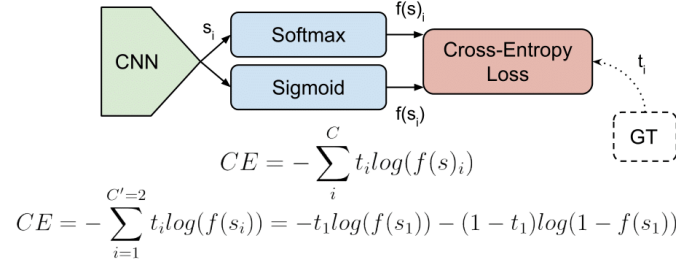 CNN
s_i
Softmax
f(s)_i
Sigmoid
f(s_i)
Cross-Entropy
Loss
t_i
GT
CE = -\sum_{i}^{C} t_i log(f(s)_i)
CE = -\sum_{i=1}^{C'=2} t_i log(f(s_i)) = -t_1 log(f(s_1)) - (1 - t_1) log(1 - f(s_1))